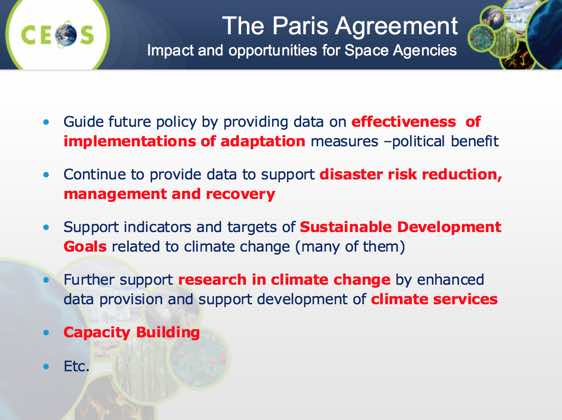 CEOS
The Paris Agreement
Impact and opportunities for Space Agencies
• Guide future policy by providing data on effectiveness of
implementations of adaptation measures –political benefit
• Continue to provide data to support disaster risk reduction,
management and recovery
• Support indicators and targets of Sustainable Development
Goals related to climate change (many of them)
• Further support research in climate change by enhanced
data provision and support development of climate services
• Capacity Building
• Etc.